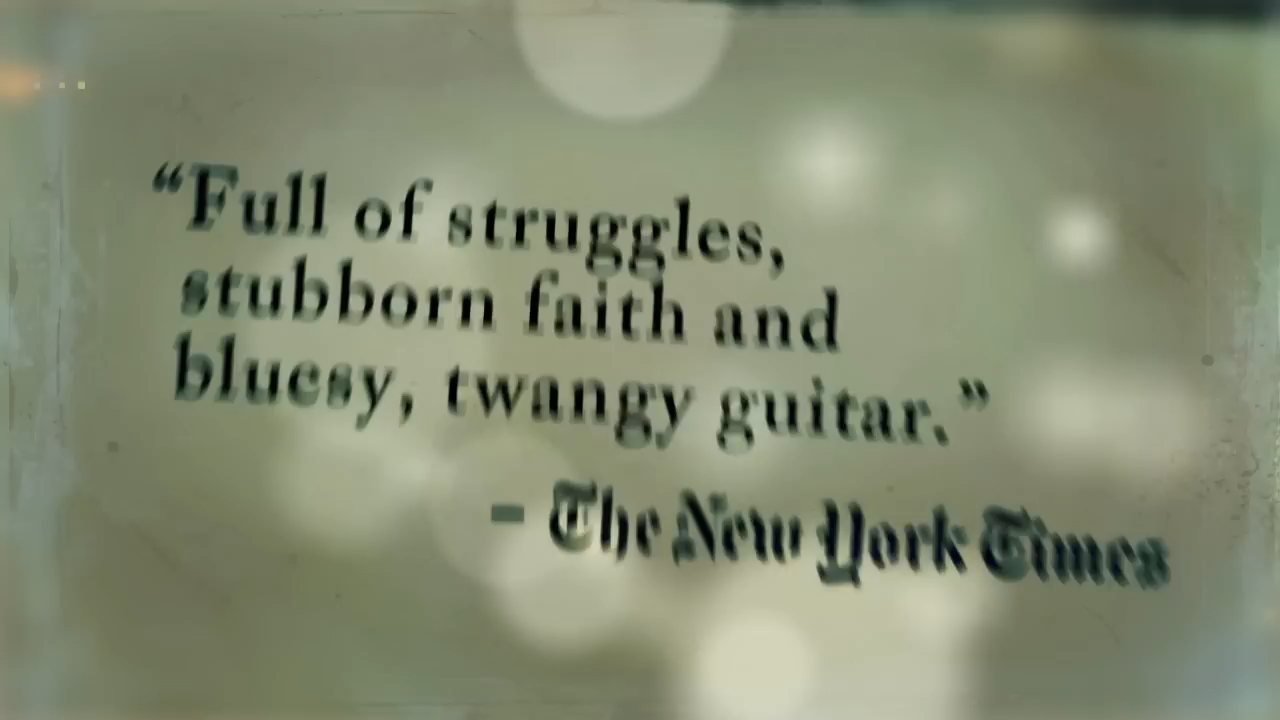 “Full of struggles,
stubborn faith and
bluesy, twangy guitar.”
– The New York Times